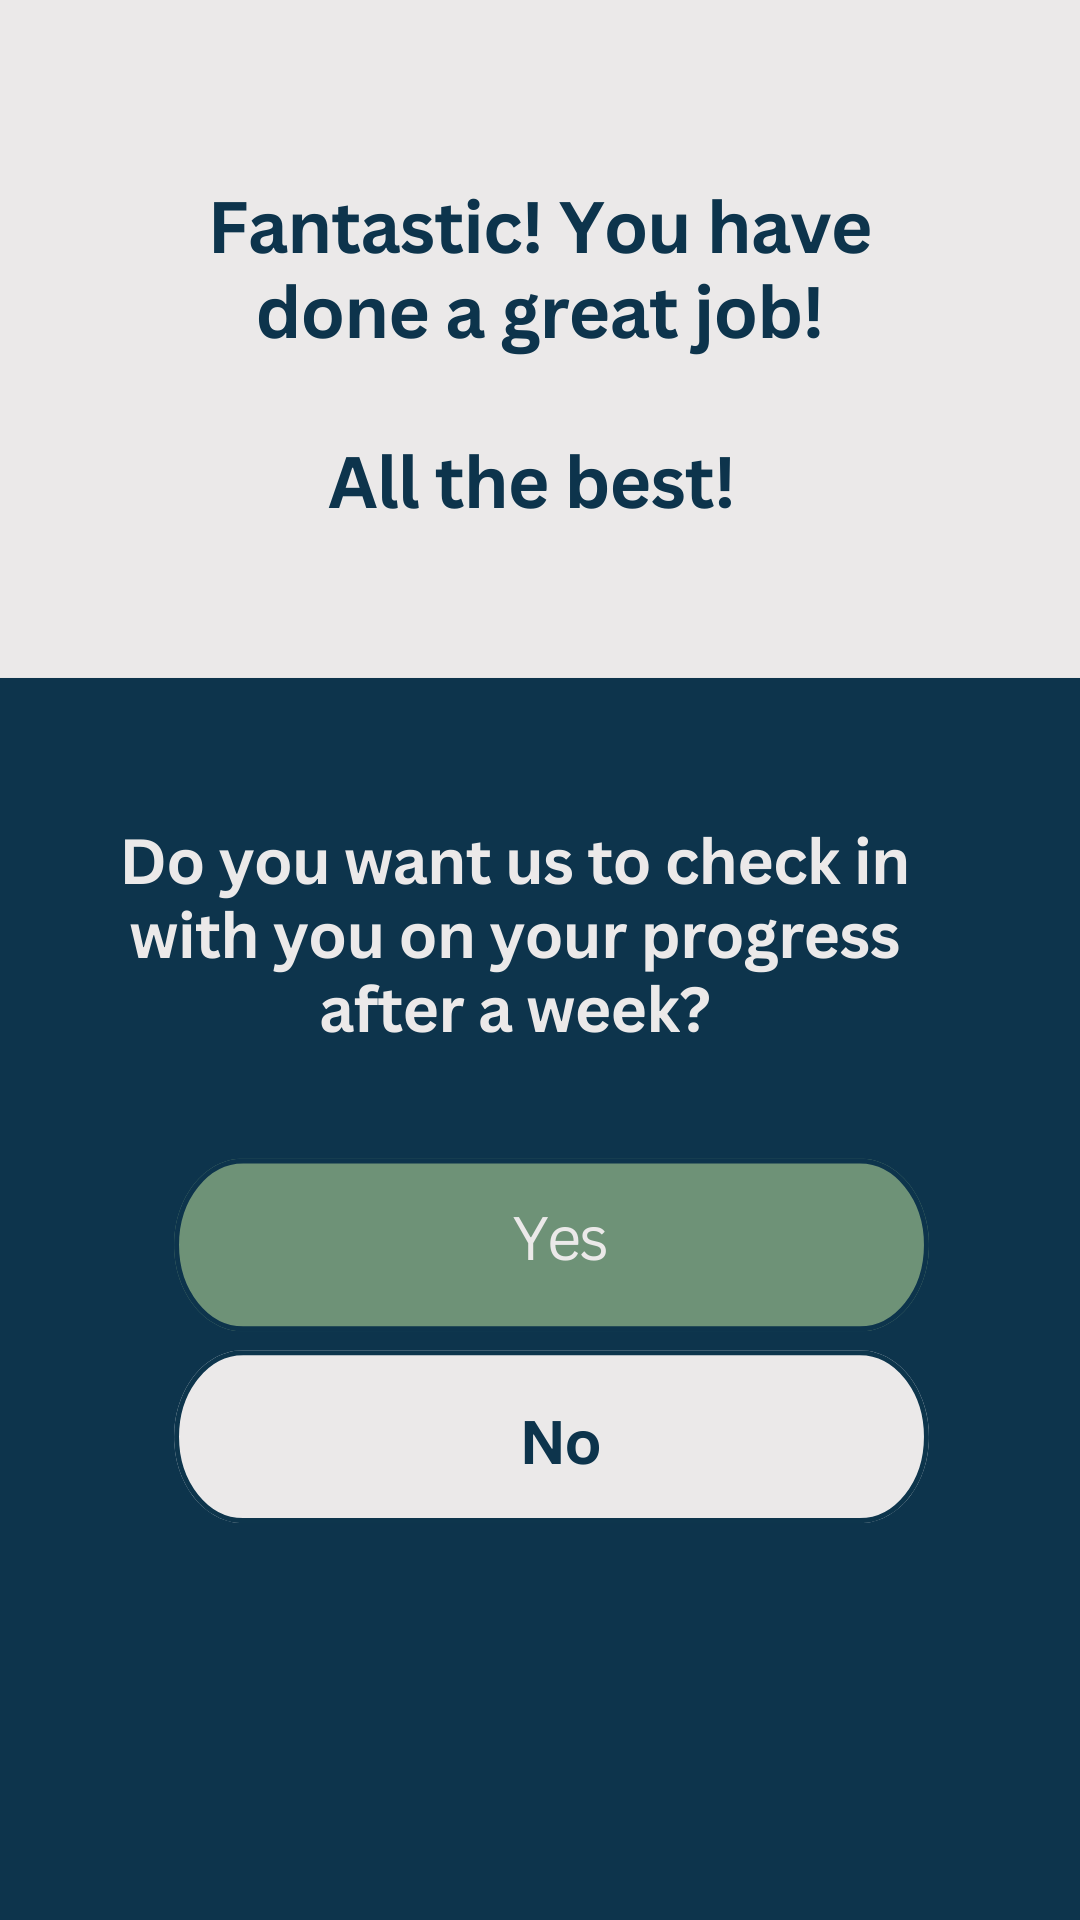 Fantastic! You have
done a great job!
All the best!
Do you want us to check in
with you on your progress
after a week?
Yes
No